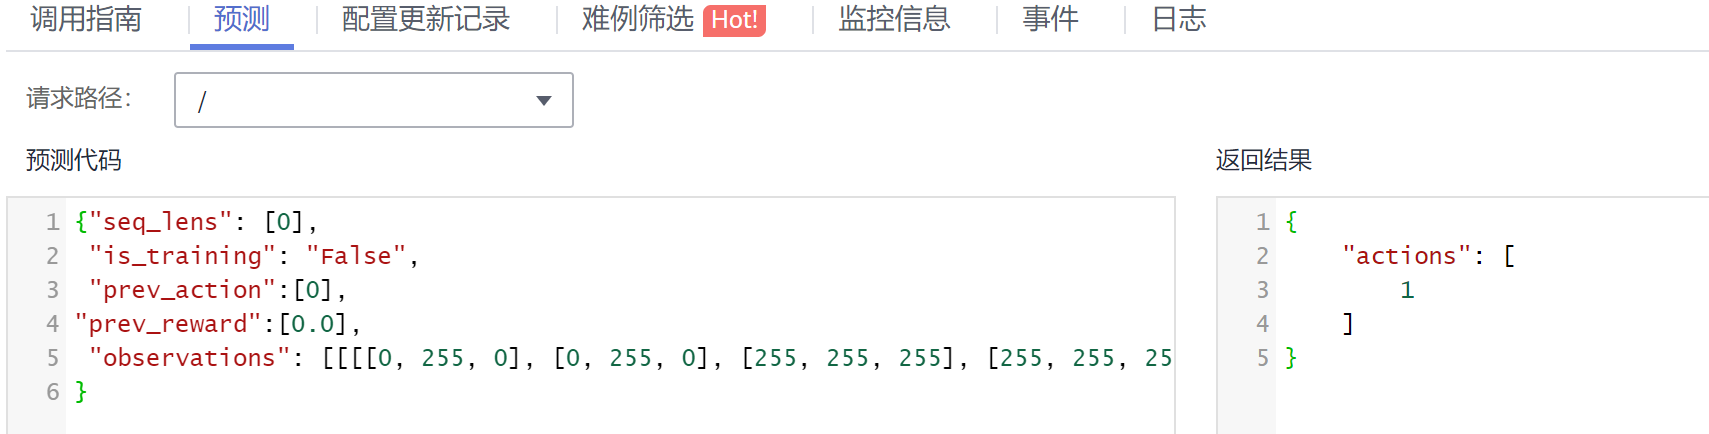 调用指南 预测 配置更新记录 难例筛选 Hot! 监控信息 事件 日志
请求路径： /
预测代码 返回结果
1 {"seq_lens": [0],
2 "is_training": "False",
3 "prev_action":[0],
4 "prev_reward":[0.0],
5 "observations": [[[[0, 255, 0], [0, 255, 0], [255, 255, 255], [255, 255, 25
6 }
1 {
2 "actions": [
3 1
4 ]
5 }